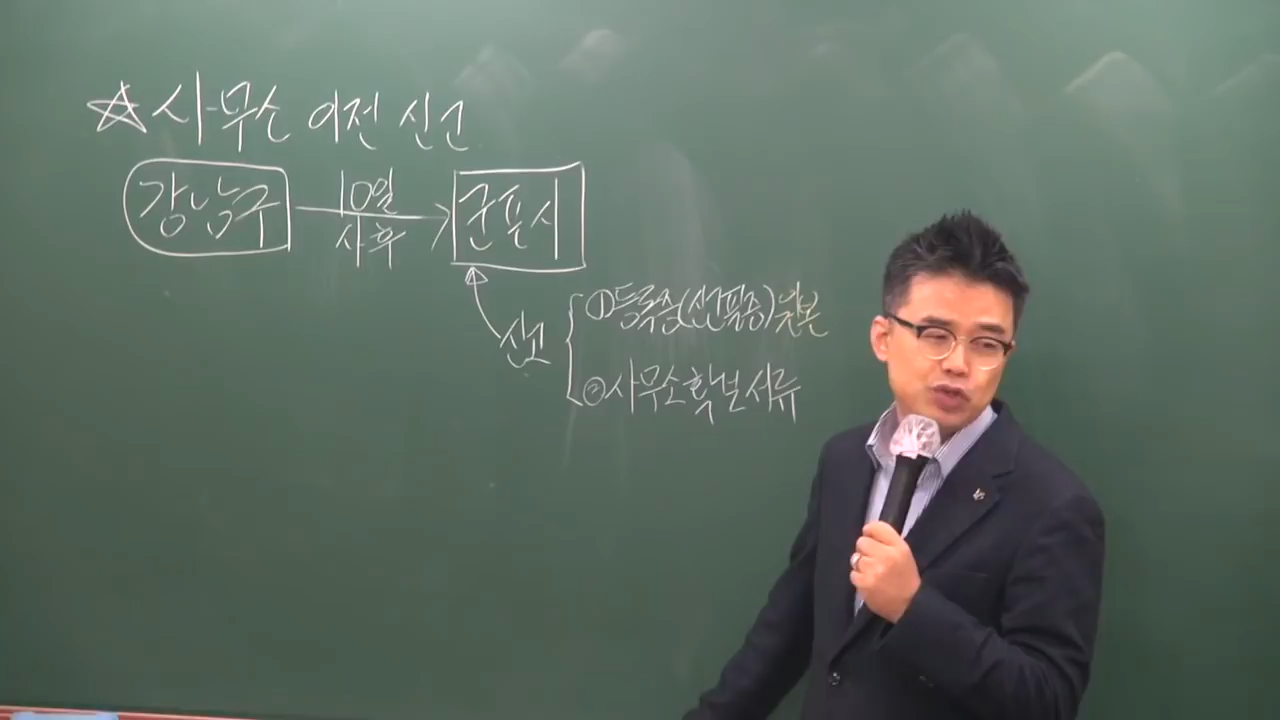 ☆ 사무소 이전 신고
강남구 10일 사후 → 군포시
신고
① 등록증(신고필증)원본
② 사무소확보서류